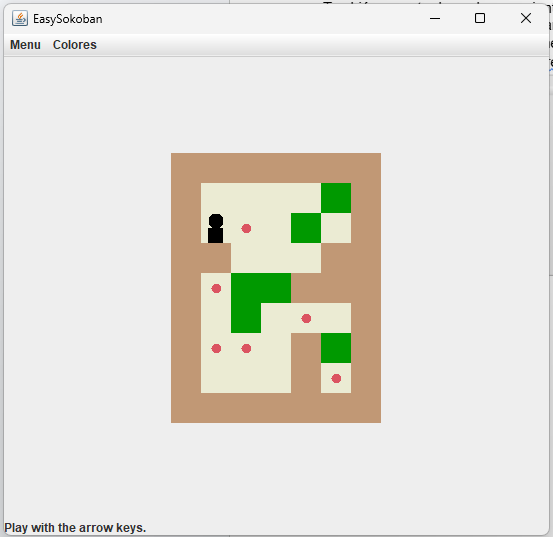 EasySokoban
Menu Colores
Play with the arrow keys.